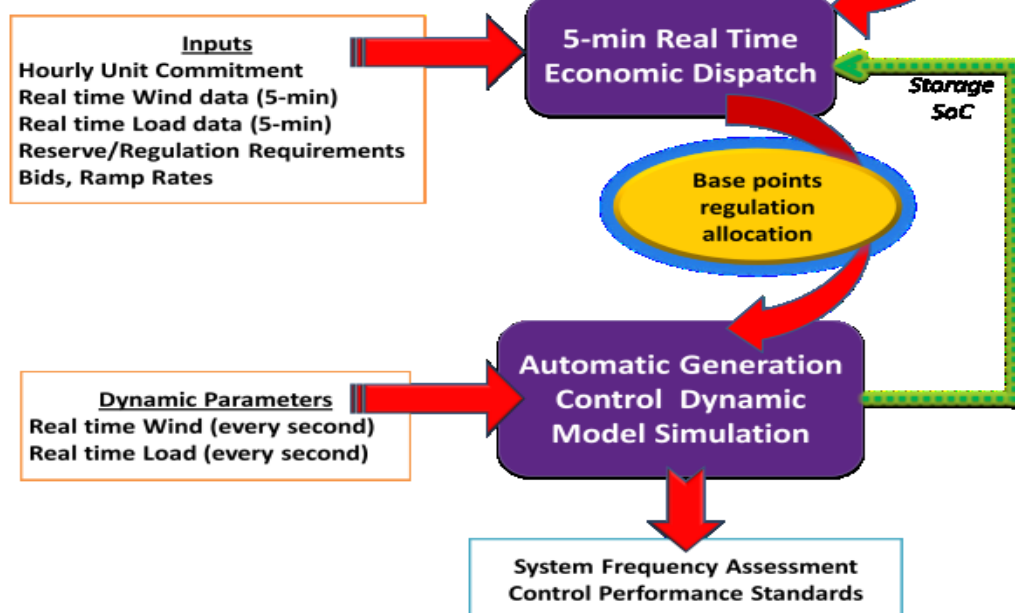 Inputs
Hourly Unit Commitment
Real time Wind data (5-min)
Real time Load data (5-min)
Reserve/Regulation Requirements
Bids, Ramp Rates
5-min Real Time
Economic Dispatch
Storage
SoC
Base points
regulation
allocation
Dynamic Parameters
Real time Wind (every second)
Real time Load (every second)
Automatic Generation
Control Dynamic
Model Simulation
System Frequency Assessment
Control Performance Standards